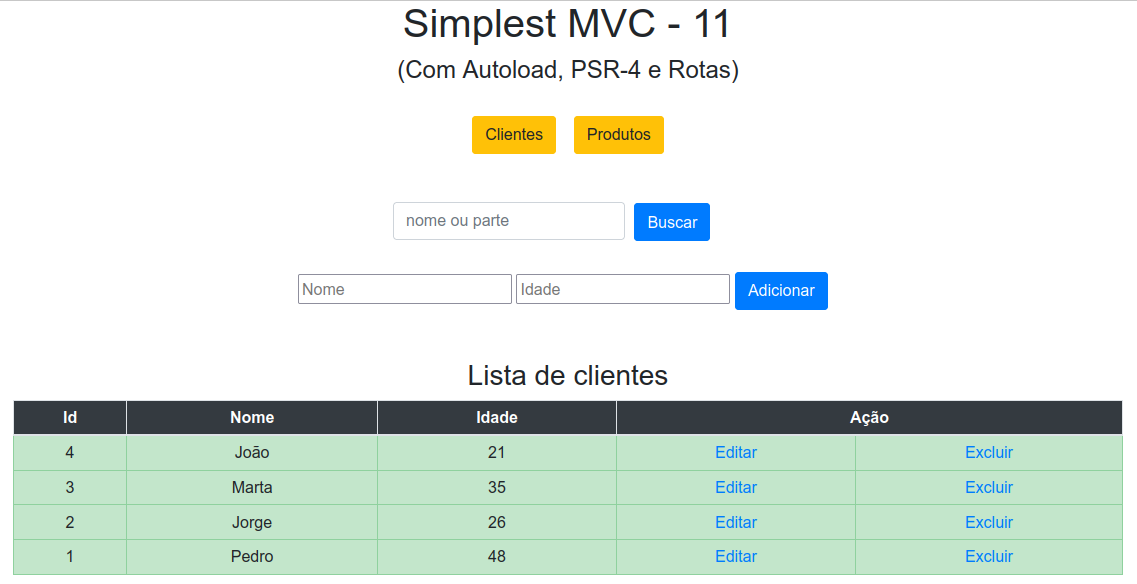 Simplest MVC - 11
(Com Autoload, PSR-4 e Rotas)
Clientes Produtos
nome ou parte Buscar
Nome Idade Adicionar
Lista de clientes
Id Nome Idade Ação
4 João 21 Editar Excluir
3 Marta 35 Editar Excluir
2 Jorge 26 Editar Excluir
1 Pedro 48 Editar Excluir